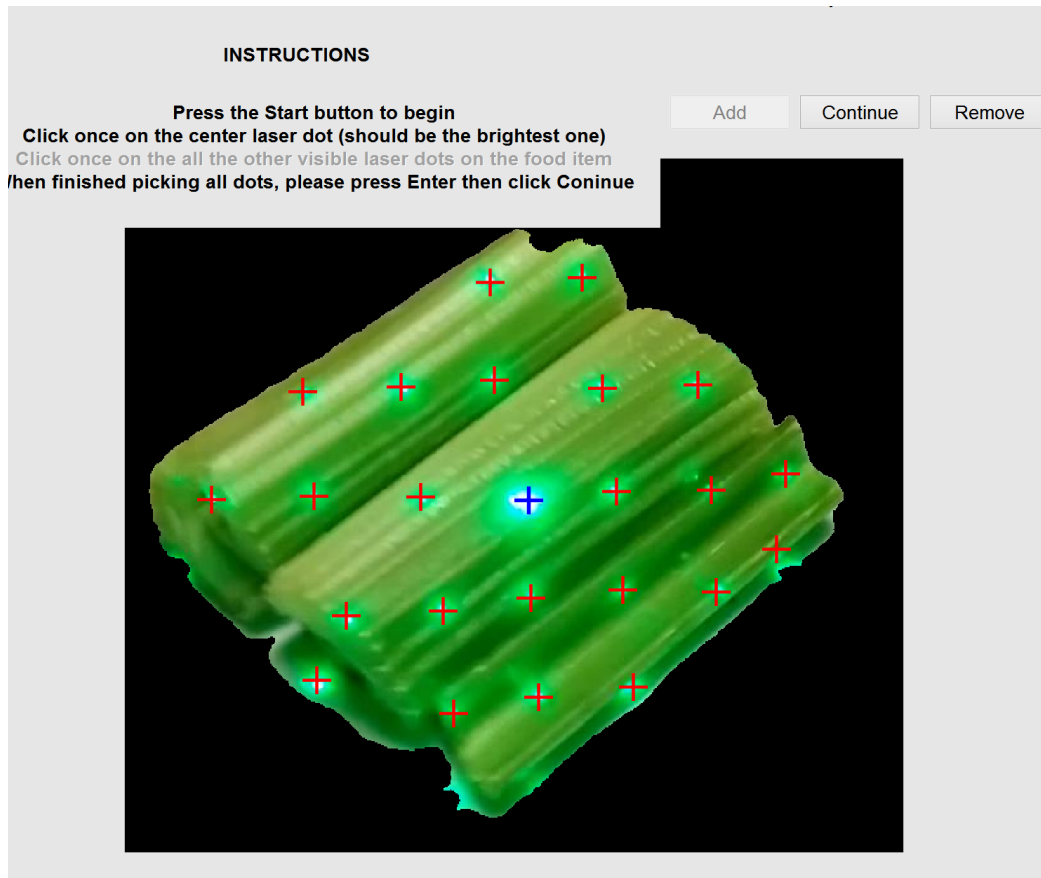 INSTRUCTIONS
Press the Start button to begin
Click once on the center laser dot (should be the brightest one)
Click once on the all the other visible laser dots on the food item
hen finished picking all dots, please press Enter then click Coninue
Add
Continue
Remove